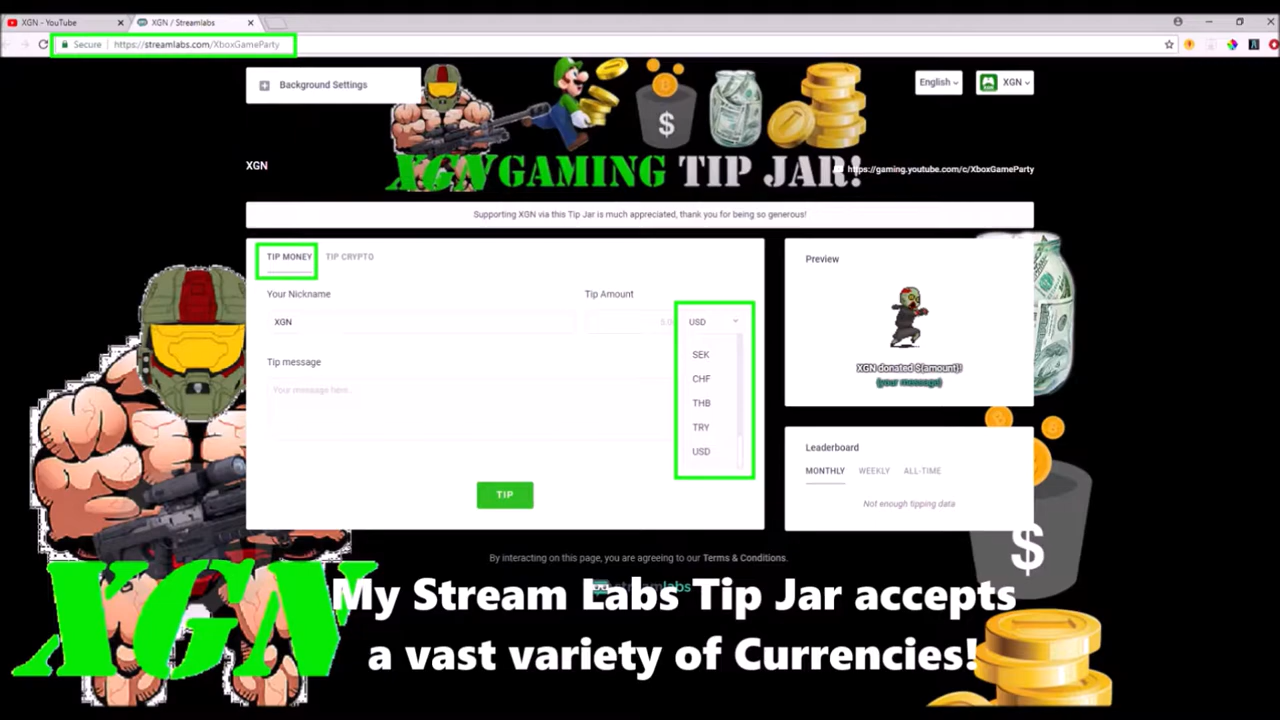 XGN - YouTube
XGN / Streamlabs
Secure
https://streamlabs.com/XboxGameParty
Background Settings
English
XGN
$
XGN
XGN GAMING TIP JAR!
https://gaming.youtube.com/c/XboxGameParty
Supporting XGN via this Tip Jar is much appreciated, thank you for being so generous!
TIP MONEY
TIP CRYPTO
Your Nickname
Tip Amount
XGN
USD
SEK
CHF
THB
TRY
USD
Tip message
Your message here..
TIP
Preview
XGN donated ${amount}!
{your message}
Leaderboard
MONTHLY
WEEKLY
ALL-TIME
Not enough tipping data
$
By interacting on this page, you are agreeing to our Terms & Conditions.
XGN
My Stream Labs Tip Jar accepts
a vast variety of Currencies!